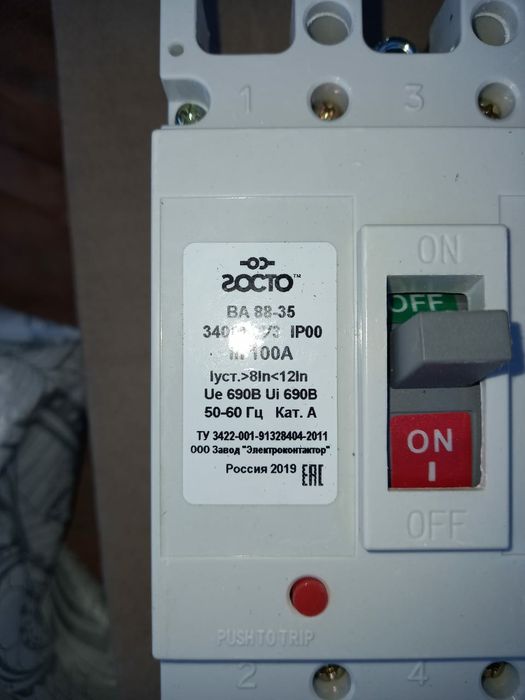 1 3
ON
OFF
ГОСТО™
ВА 88-35
IP00
100А
Iуст.>8In<12In
Ue 690В Ui 690В
50-60 Гц Кат. А
ТУ 3422-001-91328404-2011
ООО Завод "Электроконтактор"
Россия 2019 EAC
ON
I
OFF
PUSH TO TRIP
2 4